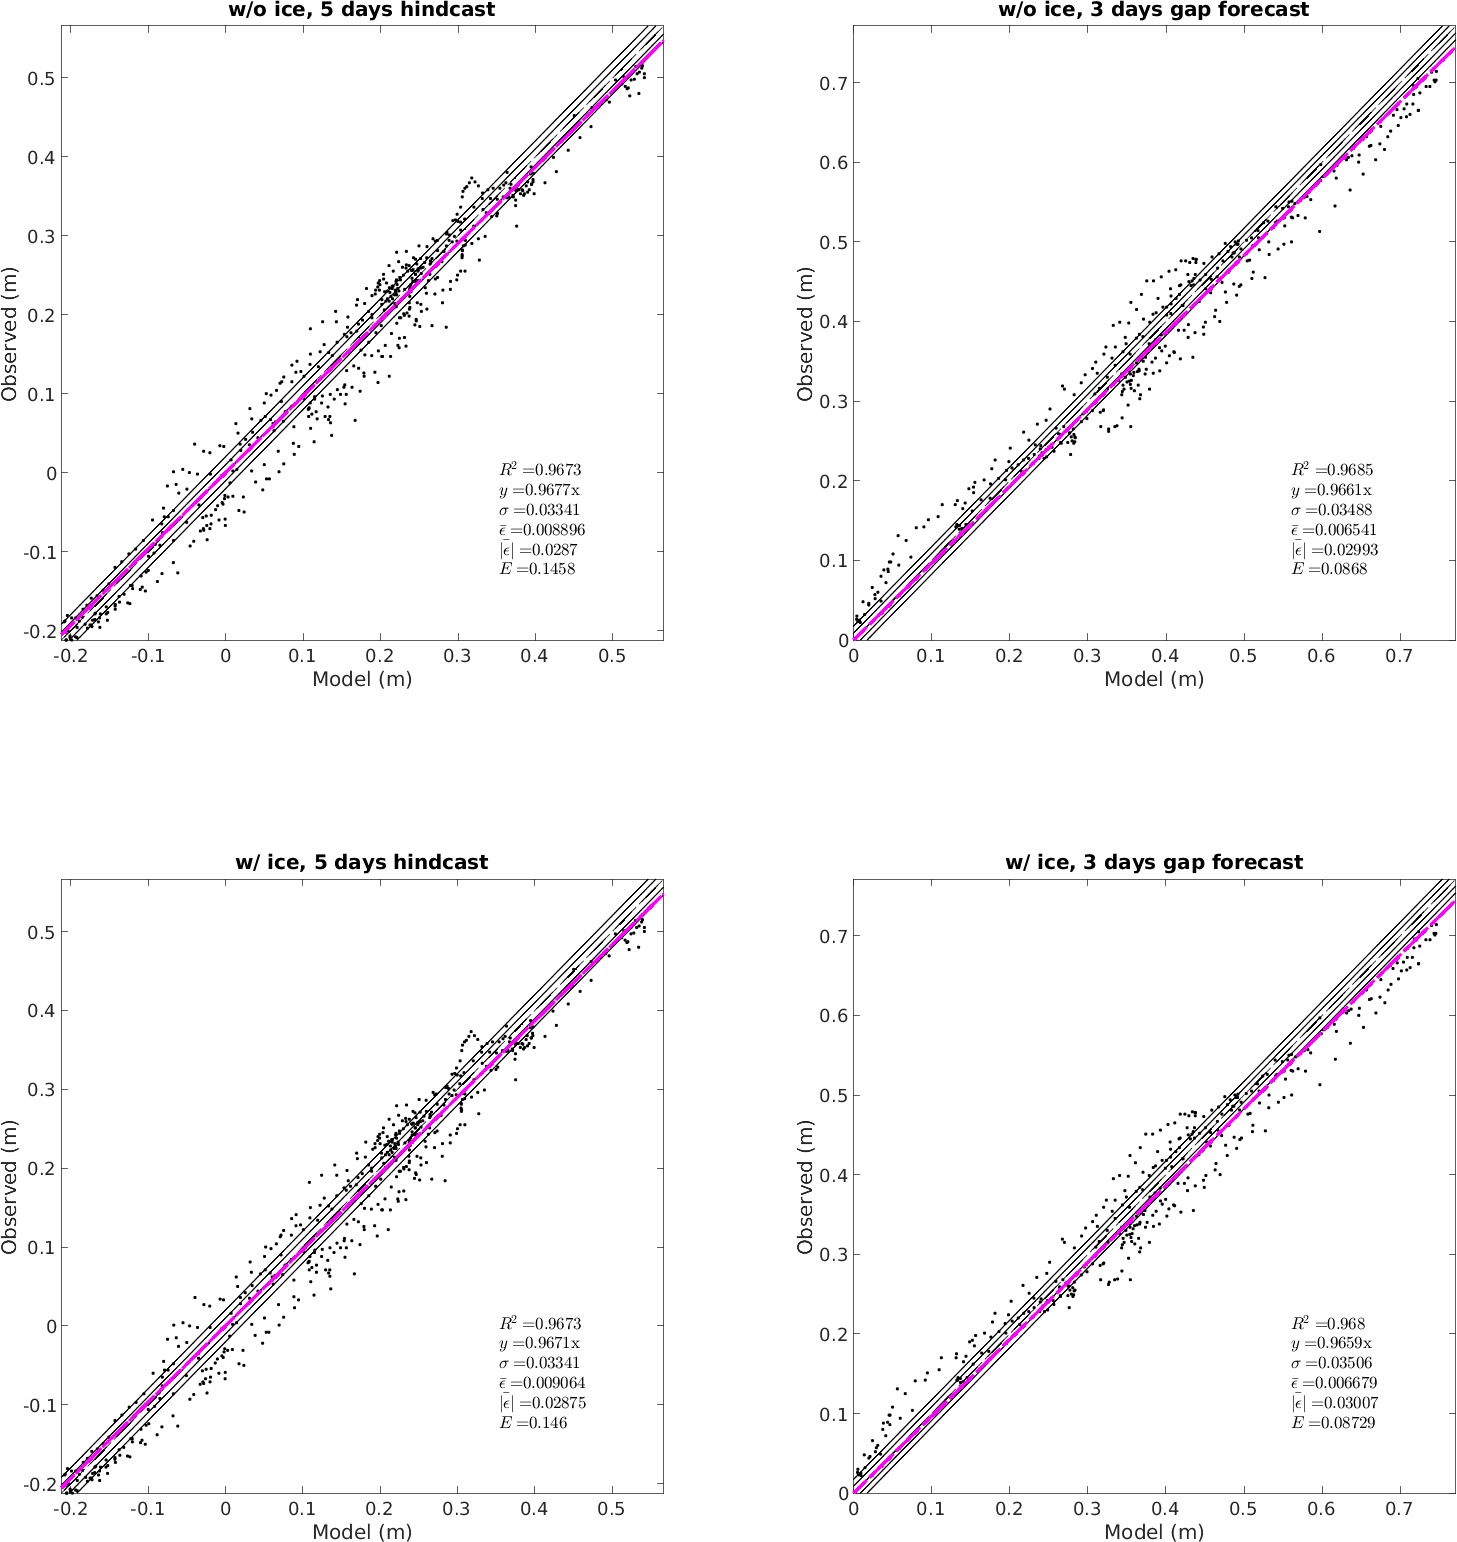 w/o ice, 5 days hindcast
Observed (m)
0.5
0.4
0.3
0.2
0.1
0
-0.1
-0.2
R² =0.9673
y =0.9677x
σ =0.03341
ϵ̄ =0.008896
|ϵ̄| =0.0287
E =0.1458
-0.2 -0.1 0 0.1 0.2 0.3 0.4 0.5
Model (m)
w/o ice, 3 days gap forecast
Observed (m)
0.7
0.6
0.5
0.4
0.3
0.2
0.1
0
R² =0.9685
y =0.9661x
σ =0.03488
ϵ̄ =0.006541
|ϵ̄| =0.02993
E =0.0868
0 0.1 0.2 0.3 0.4 0.5 0.6 0.7
Model (m)
w/ ice, 5 days hindcast
Observed (m)
0.5
0.4
0.3
0.2
0.1
0
-0.1
-0.2
R² =0.9673
y =0.9671x
σ =0.03341
ϵ̄ =0.009064
|ϵ̄| =0.02875
E =0.146
-0.2 -0.1 0 0.1 0.2 0.3 0.4 0.5
Model (m)
w/ ice, 3 days gap forecast
Observed (m)
0.7
0.6
0.5
0.4
0.3
0.2
0.1
0
R² =0.968
y =0.9659x
σ =0.03506
ϵ̄ =0.006679
|ϵ̄| =0.03007
E =0.08729
0 0.1 0.2 0.3 0.4 0.5 0.6 0.7
Model (m)